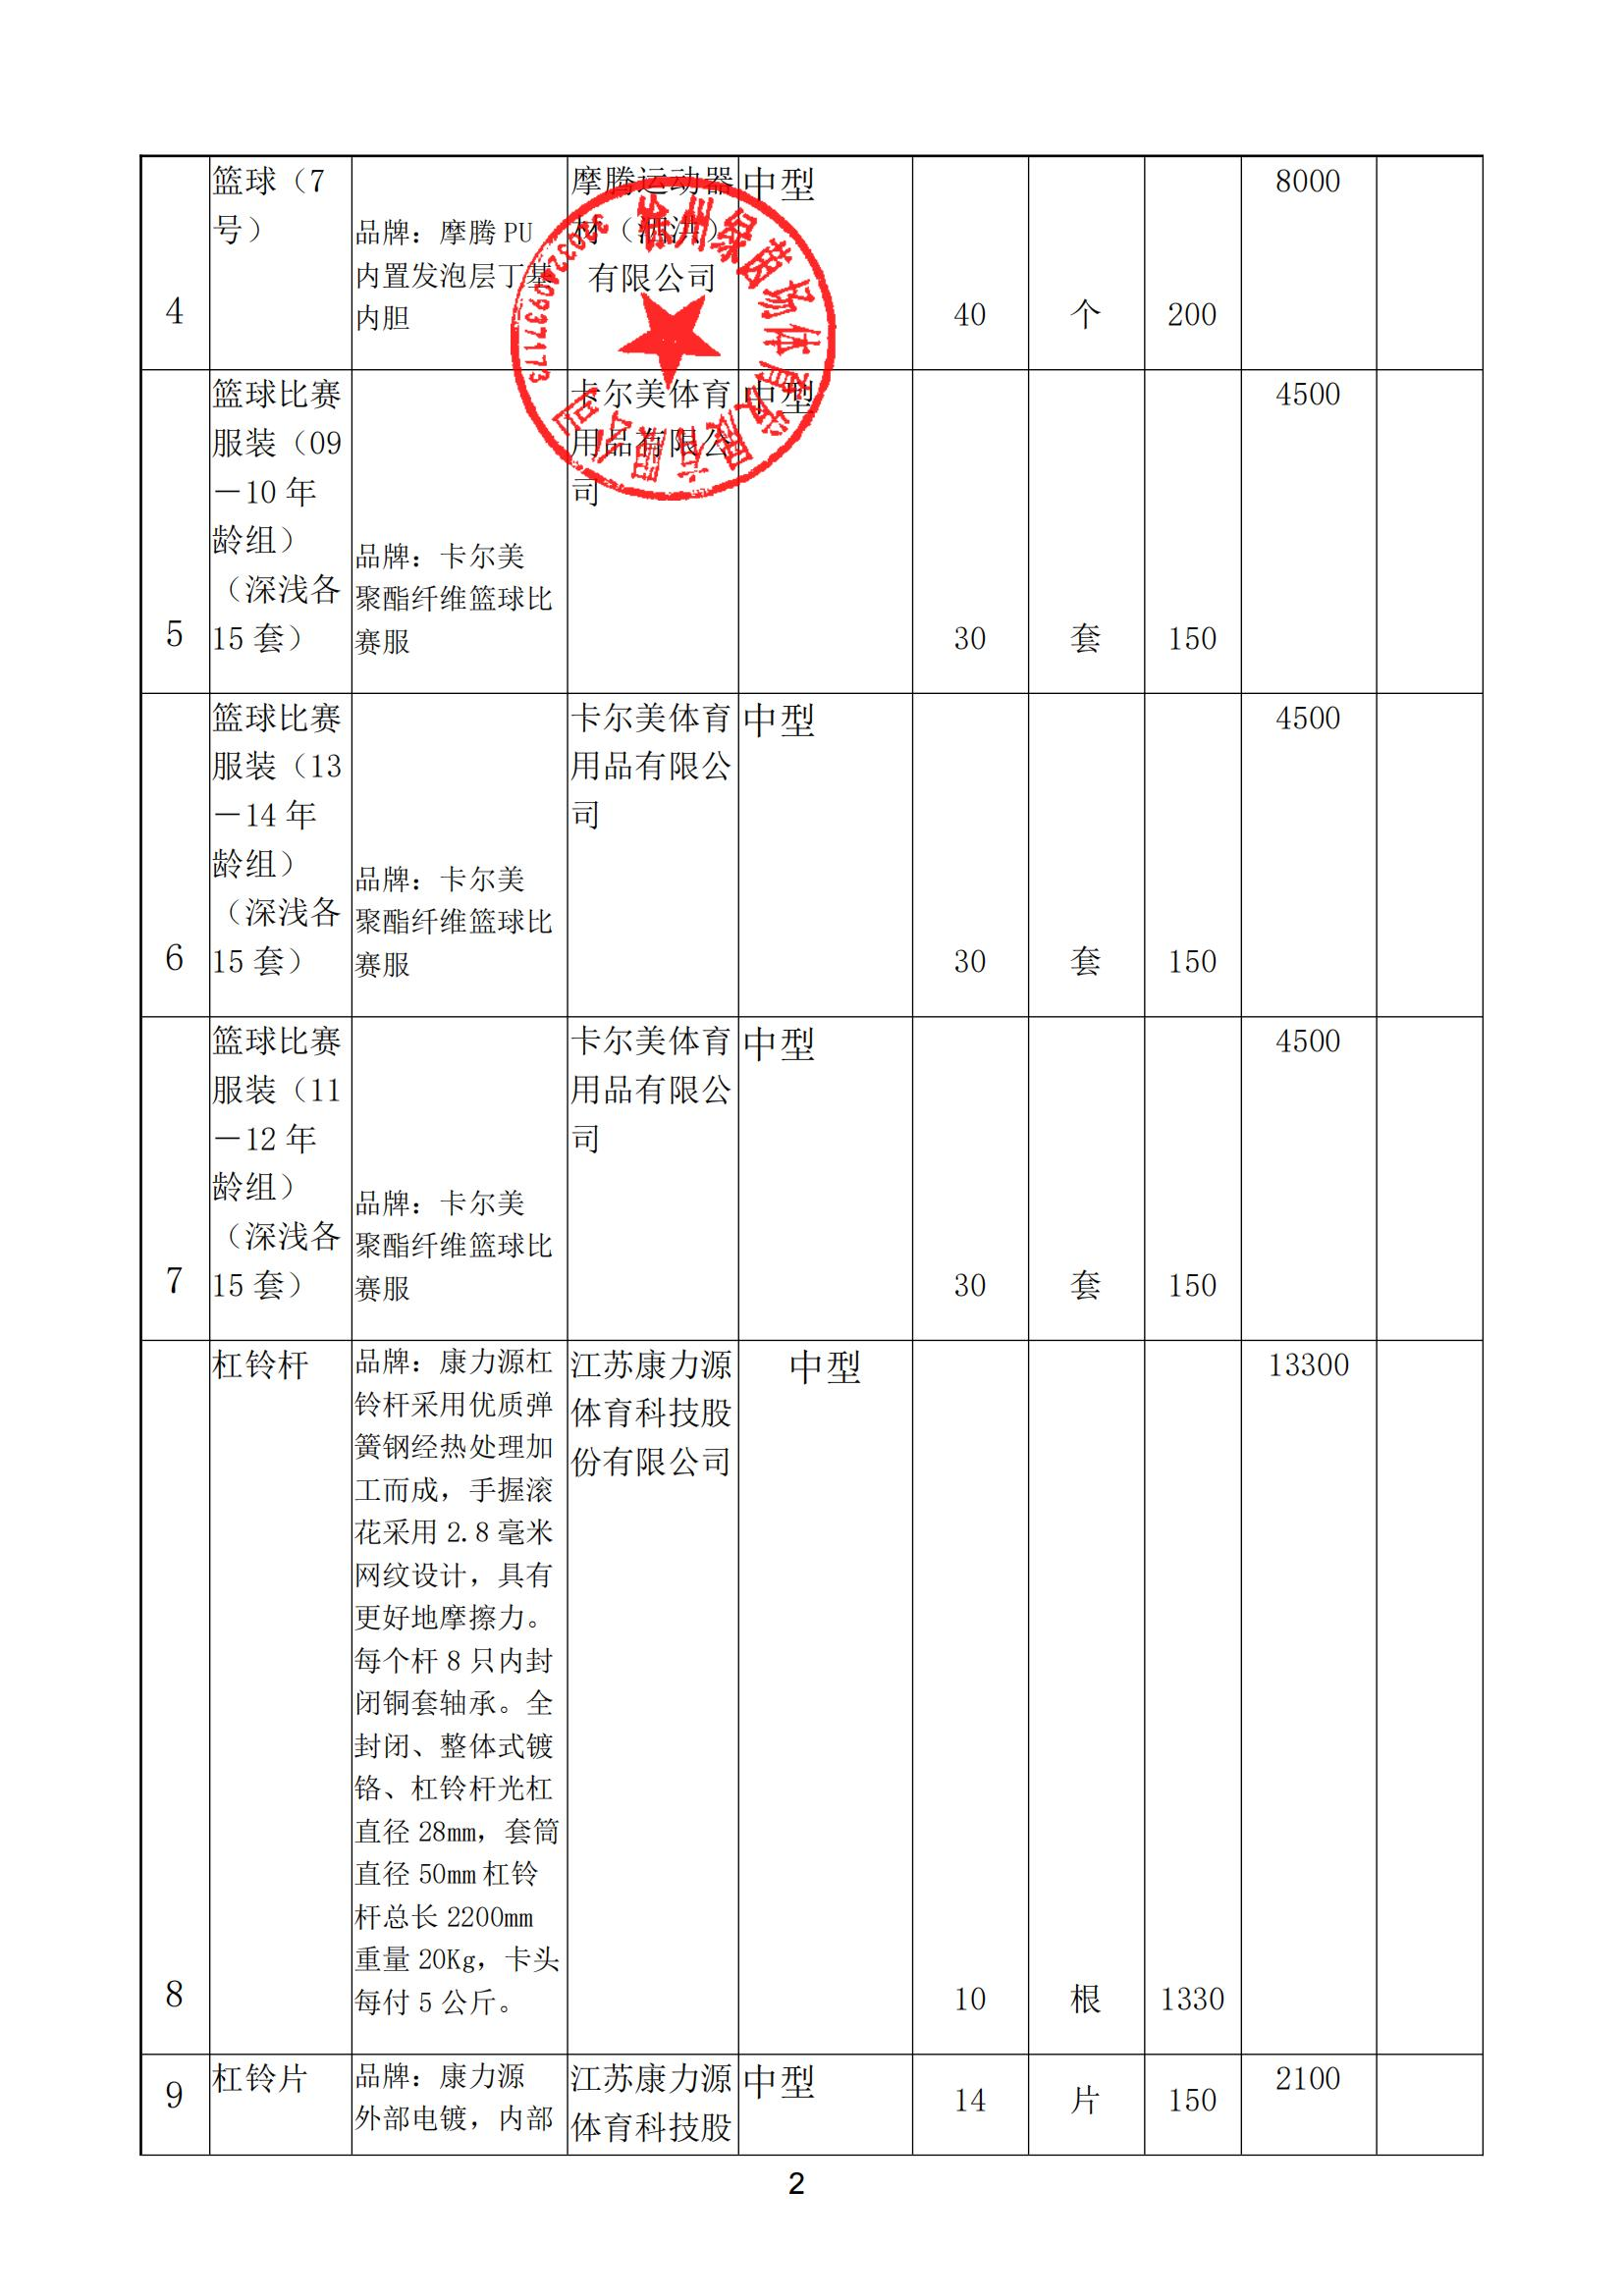 4
篮球（7
号）
品牌：摩腾 PU
内置发泡层丁基
内胆
摩腾运动器
材（泗洪）
有限公司
中型
40
个
200
8000
5
篮球比赛
服装（09
－10 年
龄组）
（深浅各
15 套）
品牌：卡尔美
聚酯纤维篮球比
赛服
卡尔美体育
用品有限公
司
中型
30
套
150
4500
6
篮球比赛
服装（13
－14 年
龄组）
（深浅各
15 套）
品牌：卡尔美
聚酯纤维篮球比
赛服
卡尔美体育
用品有限公
司
中型
30
套
150
4500
7
篮球比赛
服装（11
－12 年
龄组）
（深浅各
15 套）
品牌：卡尔美
聚酯纤维篮球比
赛服
卡尔美体育
用品有限公
司
中型
30
套
150
4500
8
杠铃杆
品牌：康力源杠
铃杆采用优质弹
簧钢经热处理加
工而成，手握滚
花采用 2.8 毫米
网纹设计，具有
更好地摩擦力。
每个杆 8 只内封
闭铜套轴承。全
封闭、整体式镀
铬、杠铃杆光杠
直径 28mm，套筒
直径 50mm 杠铃
杆总长 2200mm
重量 20Kg，卡头
每付 5 公斤。
江苏康力源
体育科技股
份有限公司
中型
10
根
1330
13300
9
杠铃片
品牌：康力源
外部电镀，内部
江苏康力源
体育科技股
中型
14
片
150
2100
2